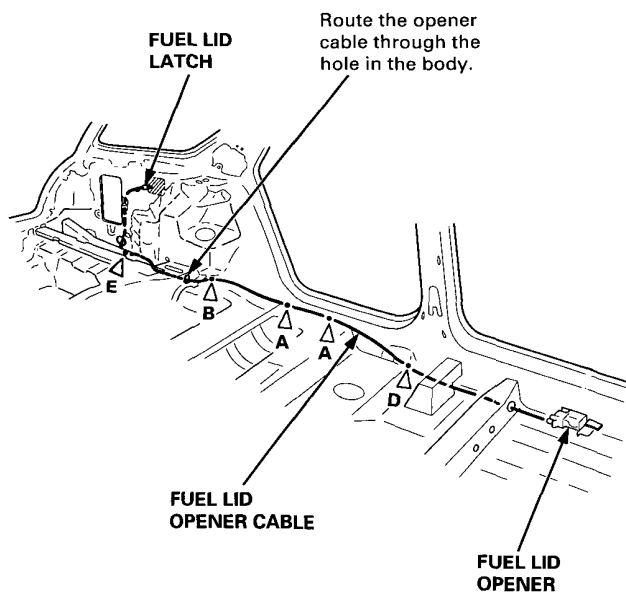 FUEL LID
LATCH
Route the opener
cable through the
hole in the body.
E
B
A
A
D
FUEL LID
OPENER CABLE
FUEL LID
OPENER